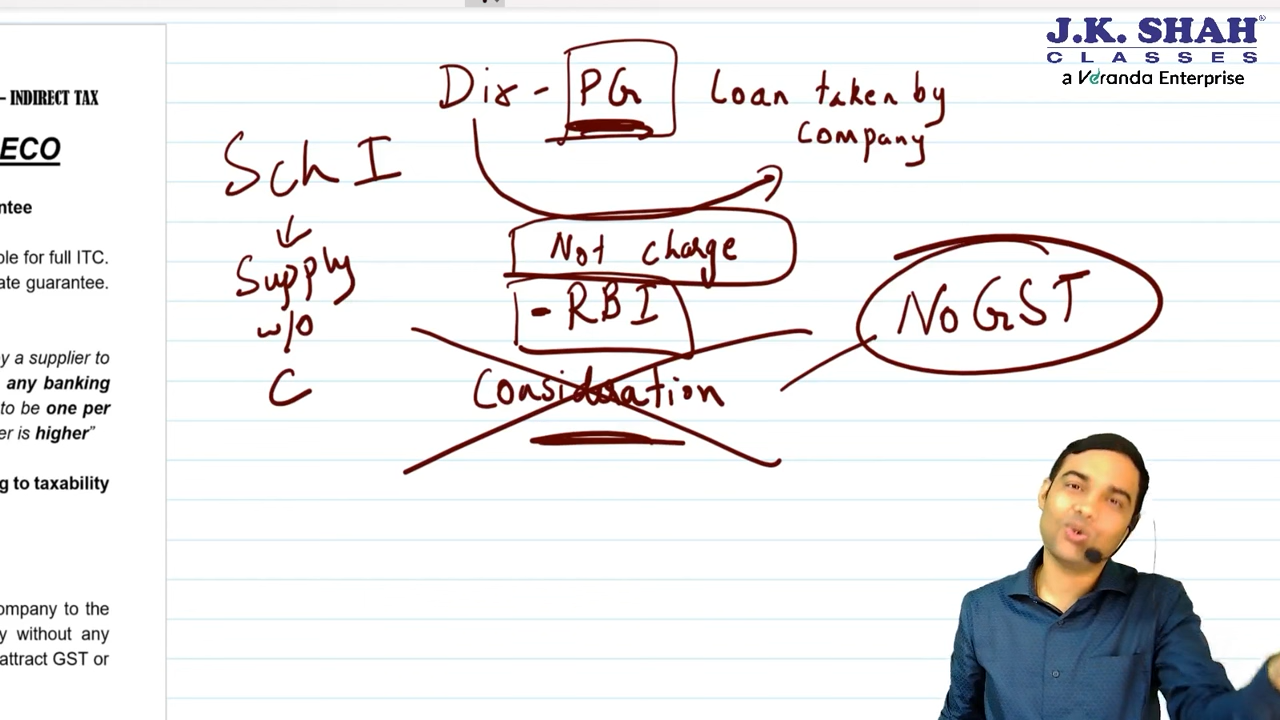 J.K. SHAH®
CLASSES
a Veranda Enterprise
– INDIRECT TAX
ECO
ntee
ble for full ITC.
ate guarantee.
y a supplier to
any banking
to be one per
er is higher”
g to taxability
ompany to the
y without any
attract GST or
Dir - PG Loan taken by
company
Sch I
Supply
w/o
C
Not charge
- RBI
Consideration
No GST